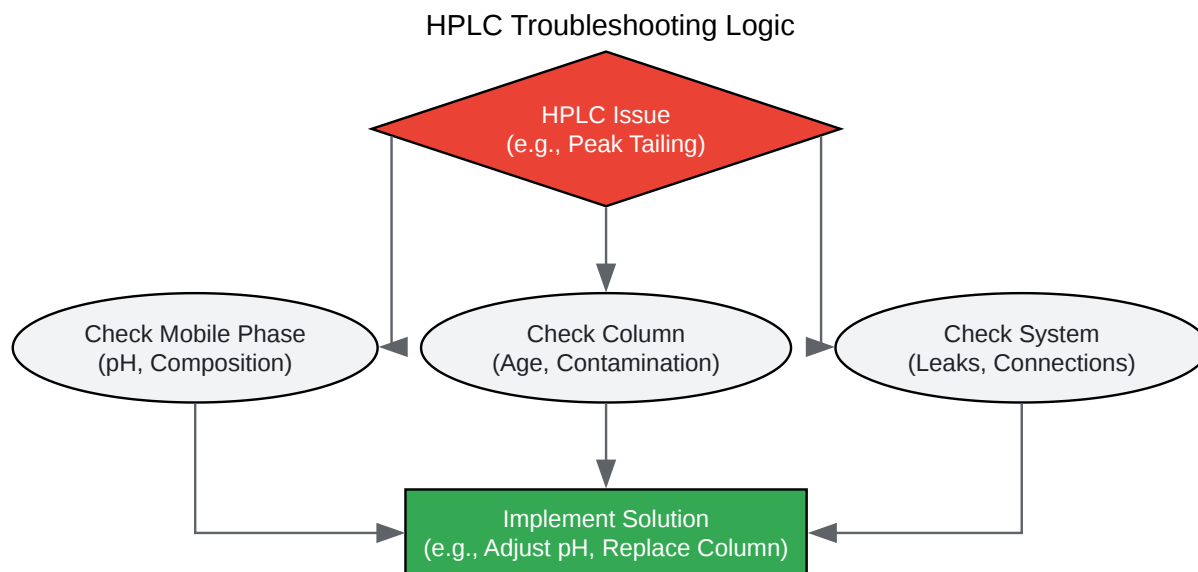 HPLC Troubleshooting Logic
HPLC Issue
(e.g., Peak Tailing)
Check Mobile Phase
(pH, Composition)
Check Column
(Age, Contamination)
Check System
(Leaks, Connections)
Implement Solution
(e.g., Adjust pH, Replace Column)